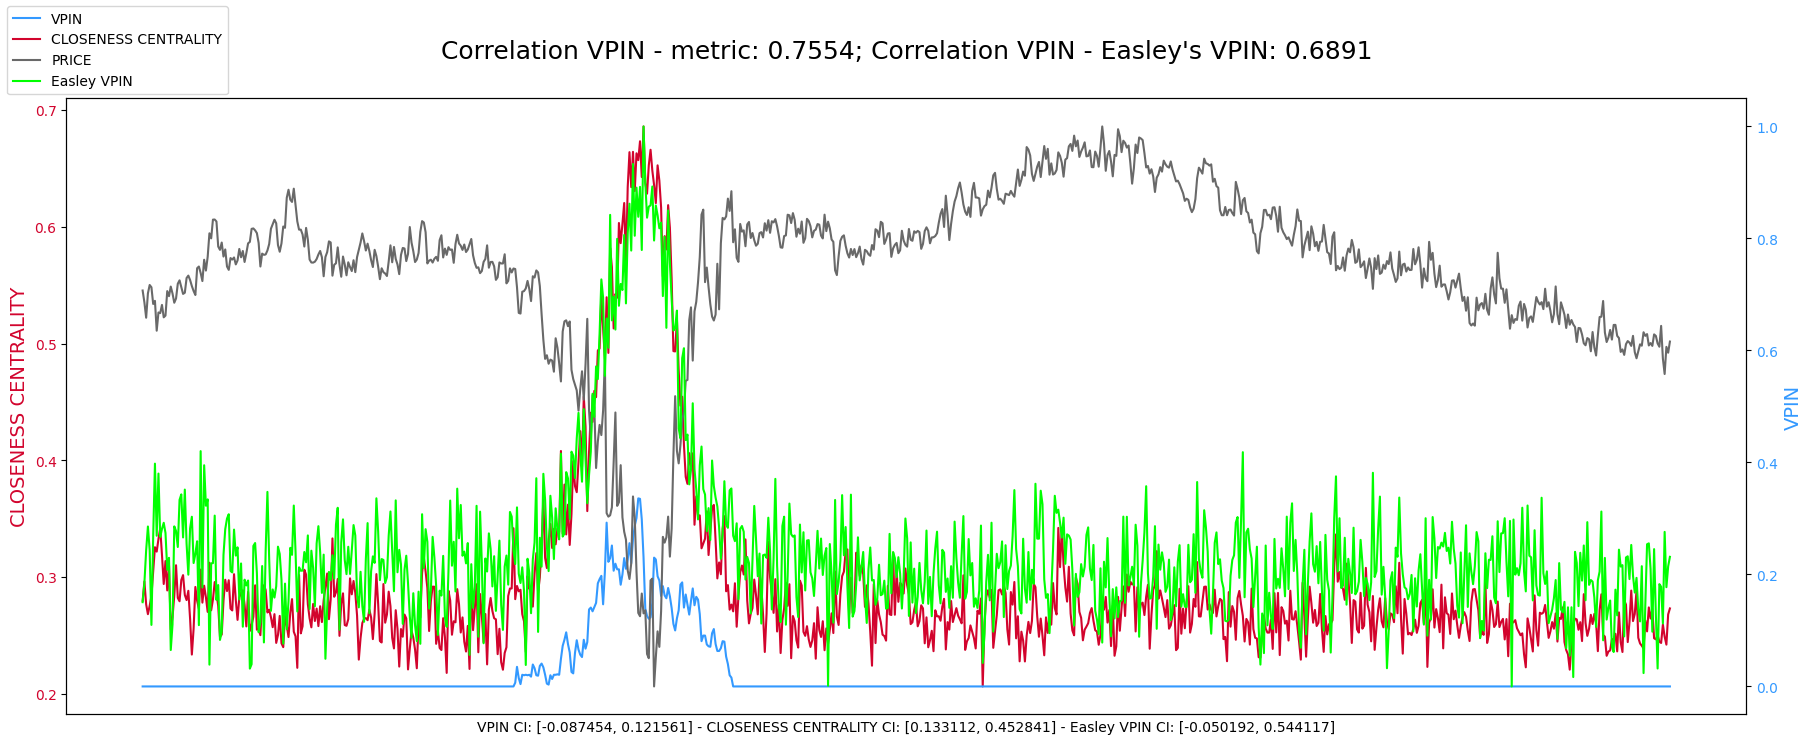 VPIN
CLOSENESS CENTRALITY
PRICE
Easley VPIN
Correlation VPIN - metric: 0.7554; Correlation VPIN - Easley's VPIN: 0.6891
0.7
0.6
0.5
0.4
0.3
0.2
CLOSENESS CENTRALITY
1.0
0.8
0.6
0.4
0.2
0.0
VPIN
VPIN CI: [-0.087454, 0.121561] - CLOSENESS CENTRALITY CI: [0.133112, 0.452841] - Easley VPIN CI: [-0.050192, 0.544117]